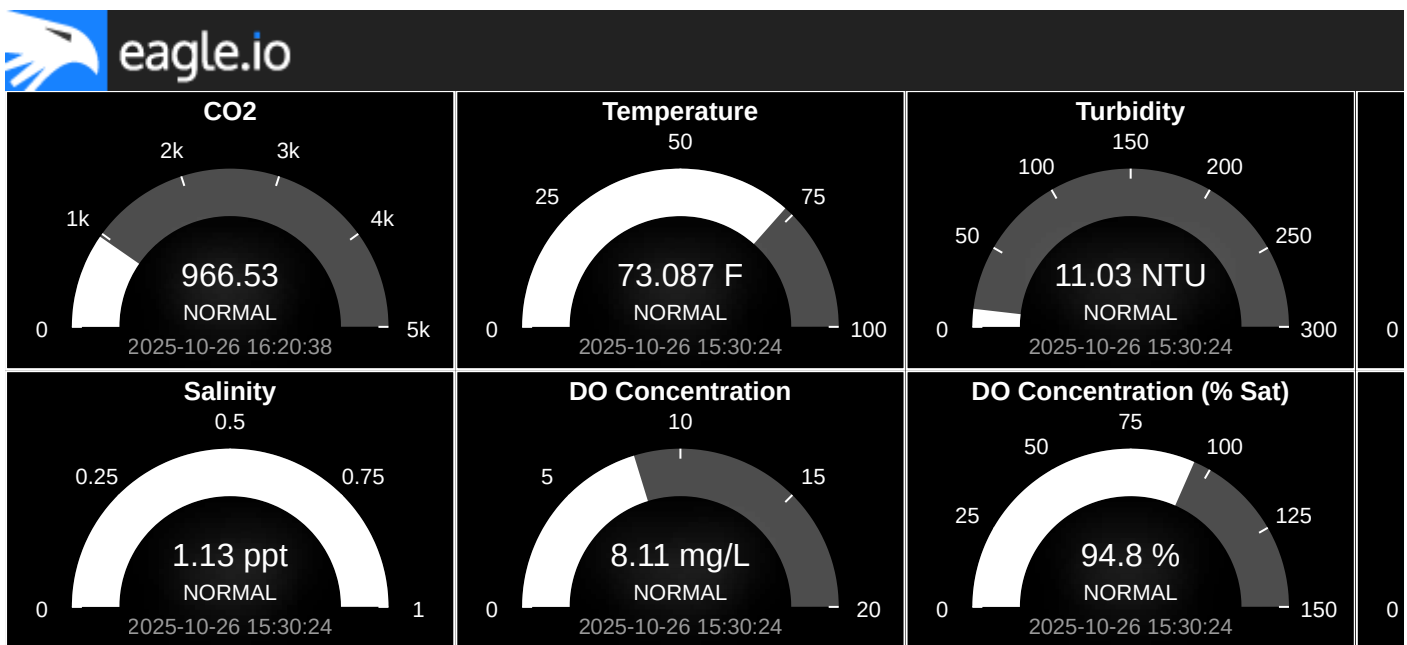 eagle.io
CO2
0
1k
2k
3k
4k
5k
966.53
NORMAL
2025-10-26 16:20:38
Temperature
0
25
50
75
100
73.087 F
NORMAL
2025-10-26 15:30:24
Turbidity
0
50
100
150
200
250
300
11.03 NTU
NORMAL
2025-10-26 15:30:24
0
Salinity
0
0.25
0.5
0.75
1
1.13 ppt
NORMAL
2025-10-26 15:30:24
DO Concentration
0
5
10
15
20
8.11 mg/L
NORMAL
2025-10-26 15:30:24
DO Concentration (% Sat)
0
25
50
75
100
125
150
94.8 %
NORMAL
2025-10-26 15:30:24
0